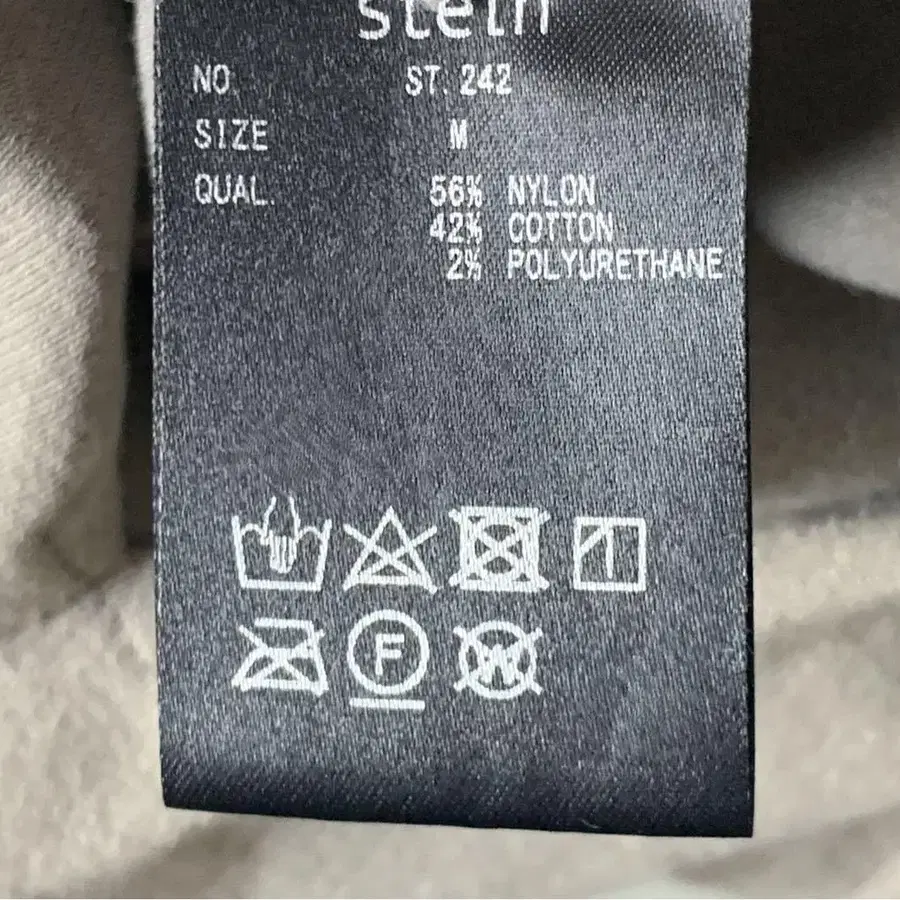 stein
NO. ST. 242
SIZE M
QUAL. 56% NYLON
42% COTTON
2% POLYURETHANE
F
W